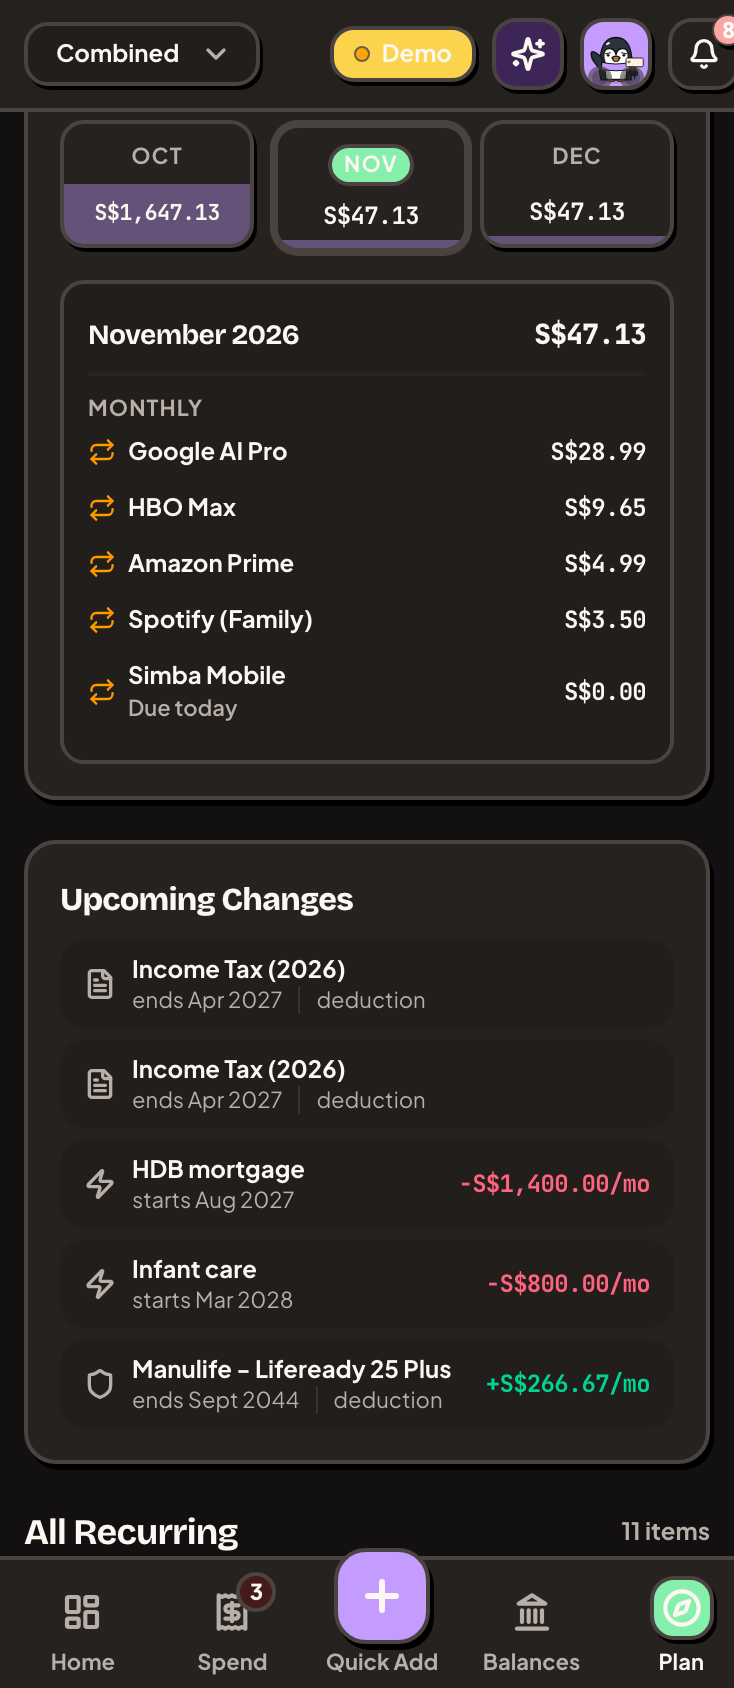 Combined
Demo
8
OCT
S$1,647.13
NOV
S$47.13
DEC
S$47.13
November 2026
S$47.13
MONTHLY
Google AI Pro
S$28.99
HBO Max
S$9.65
Amazon Prime
S$4.99
Spotify (Family)
S$3.50
Simba Mobile
Due today
S$0.00
Upcoming Changes
Income Tax (2026)
ends Apr 2027 | deduction
Income Tax (2026)
ends Apr 2027 | deduction
HDB mortgage
starts Aug 2027
-S$1,400.00/mo
Infant care
starts Mar 2028
-S$800.00/mo
Manulife - Lifeready 25 Plus
ends Sept 2044 | deduction
+S$266.67/mo
All Recurring
11 items
3
Home
Spend
Quick Add
Balances
Plan